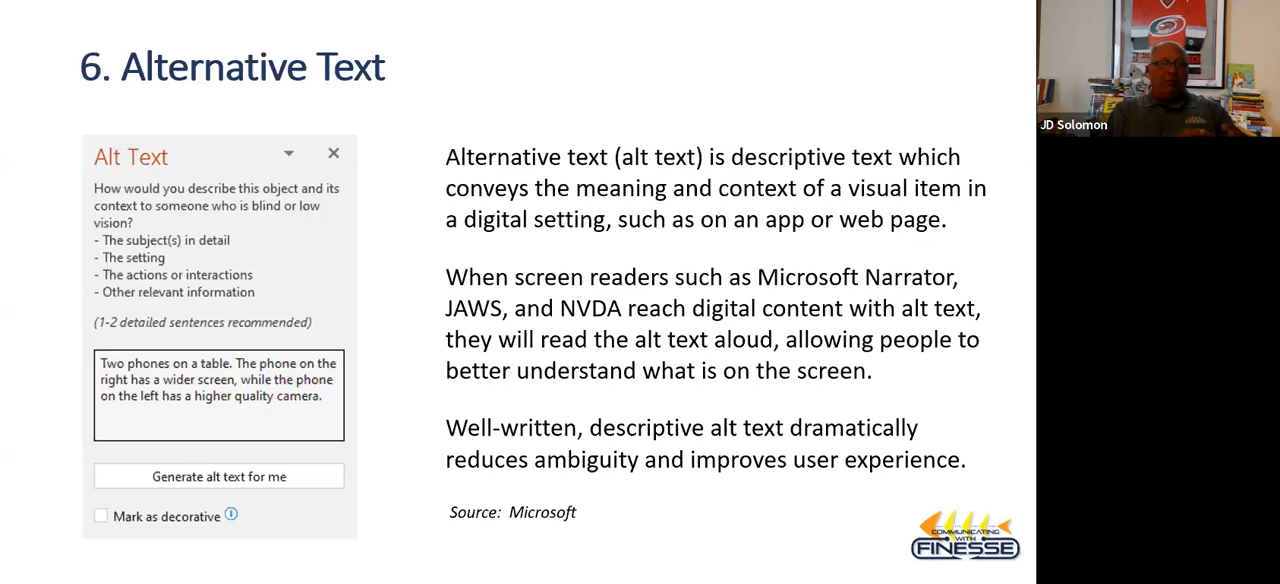 6. Alternative Text
Alt Text
How would you describe this object and its
context to someone who is blind or low
vision?
- The subject(s) in detail
- The setting
- The actions or interactions
- Other relevant information
(1-2 detailed sentences recommended)
Two phones on a table. The phone on the
right has a wider screen, while the phone
on the left has a higher quality camera.
Generate alt text for me
Mark as decorative
Alternative text (alt text) is descriptive text which
conveys the meaning and context of a visual item in
a digital setting, such as on an app or web page.
When screen readers such as Microsoft Narrator,
JAWS, and NVDA reach digital content with alt text,
they will read the alt text aloud, allowing people to
better understand what is on the screen.
Well-written, descriptive alt text dramatically
reduces ambiguity and improves user experience.
Source: Microsoft
COMMUNICATING
WITH
FINESSE
JD Solomon